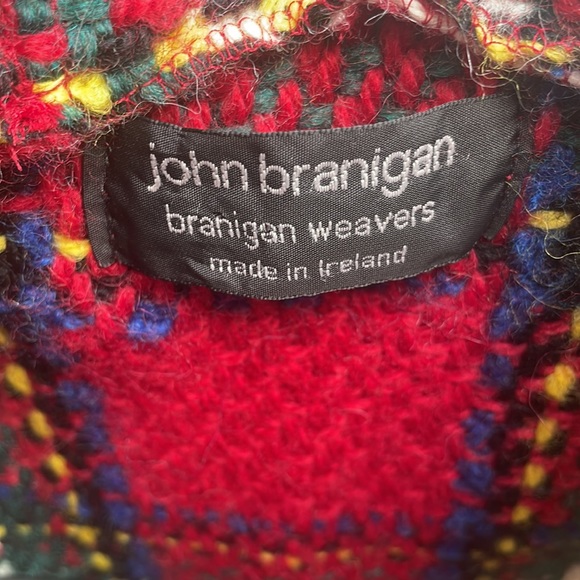 john branigan
branigan weavers
made in Ireland